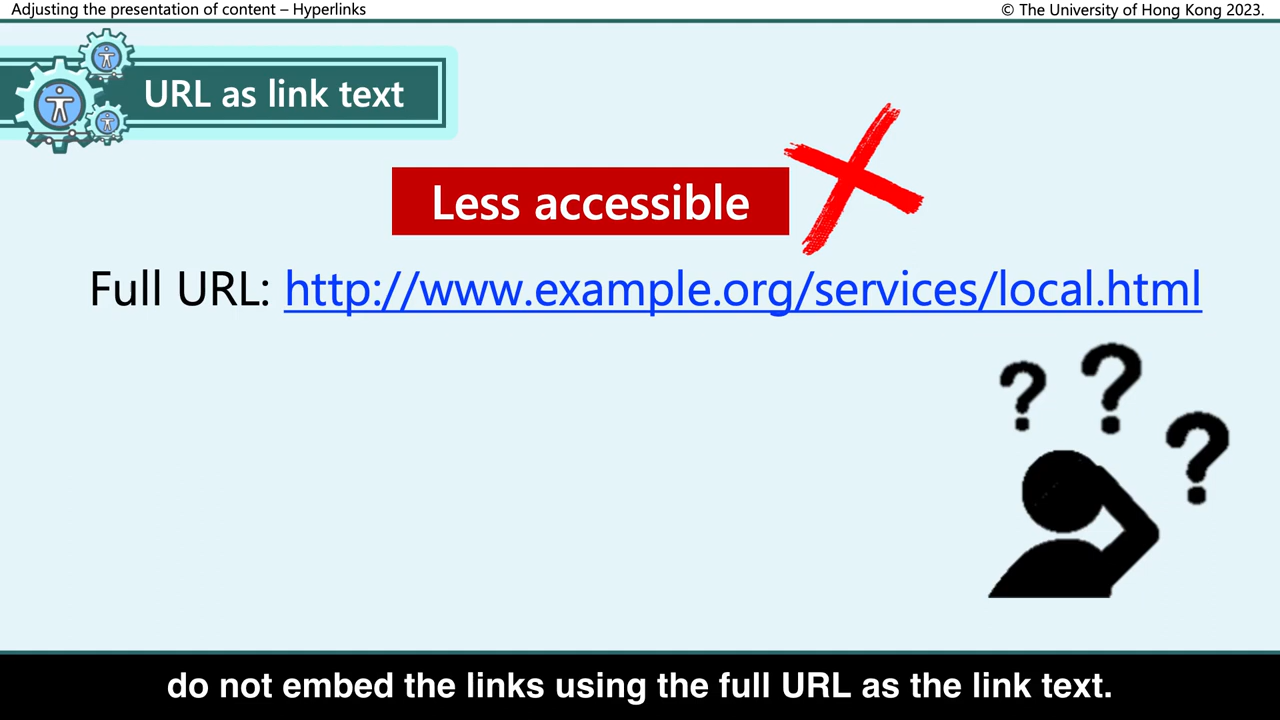 Adjusting the presentation of content – Hyperlinks
© The University of Hong Kong 2023.
URL as link text
Less accessible
Full URL: http://www.example.org/services/local.html
? ? ?
do not embed the links using the full URL as the link text.